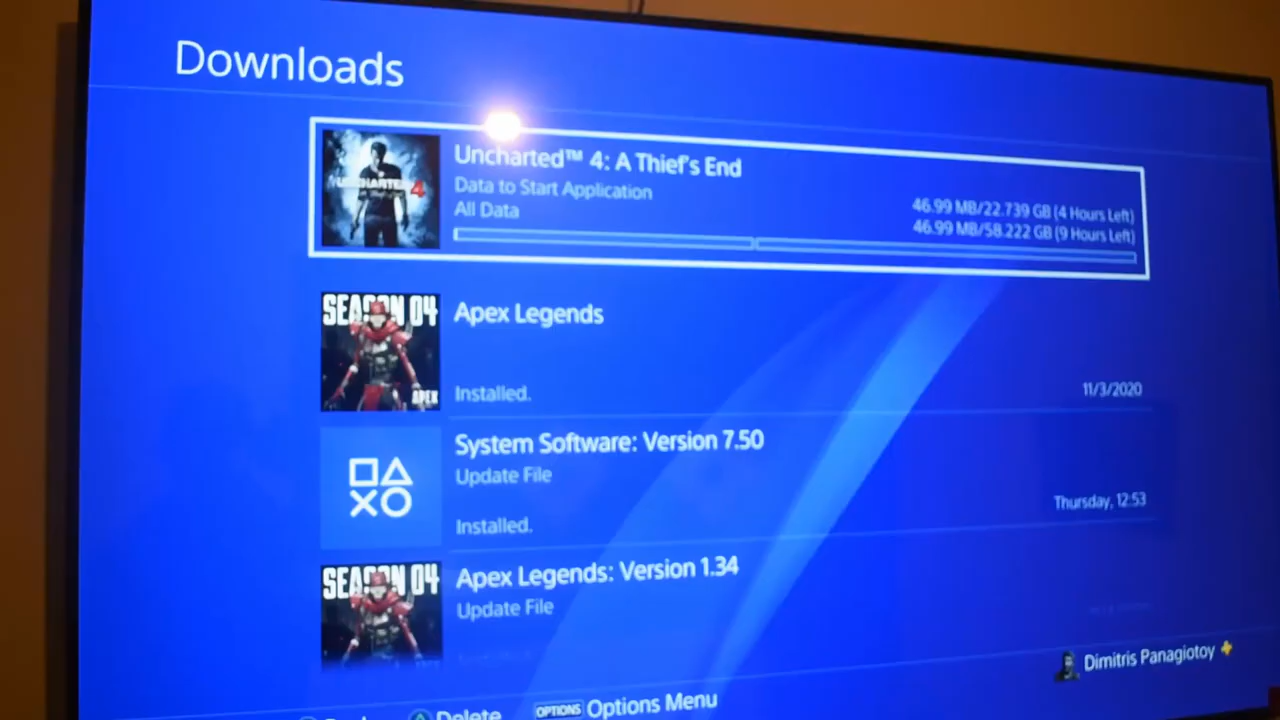 Downloads
Uncharted™ 4: A Thief's End
Data to Start Application
46.99 MB/22.739 GB (4 Hours Left)
All Data
46.99 MB/58.222 GB (9 Hours Left)
UNCHARTED 4
SEASON 04
APEX
Apex Legends
Installed.
11/3/2020
System Software: Version 7.50
Update File
Installed.
Thursday, 12:53
SEASON 04
Apex Legends: Version 1.34
Update File
Dimitris Panagiotoy
Delete
OPTIONS Options Menu